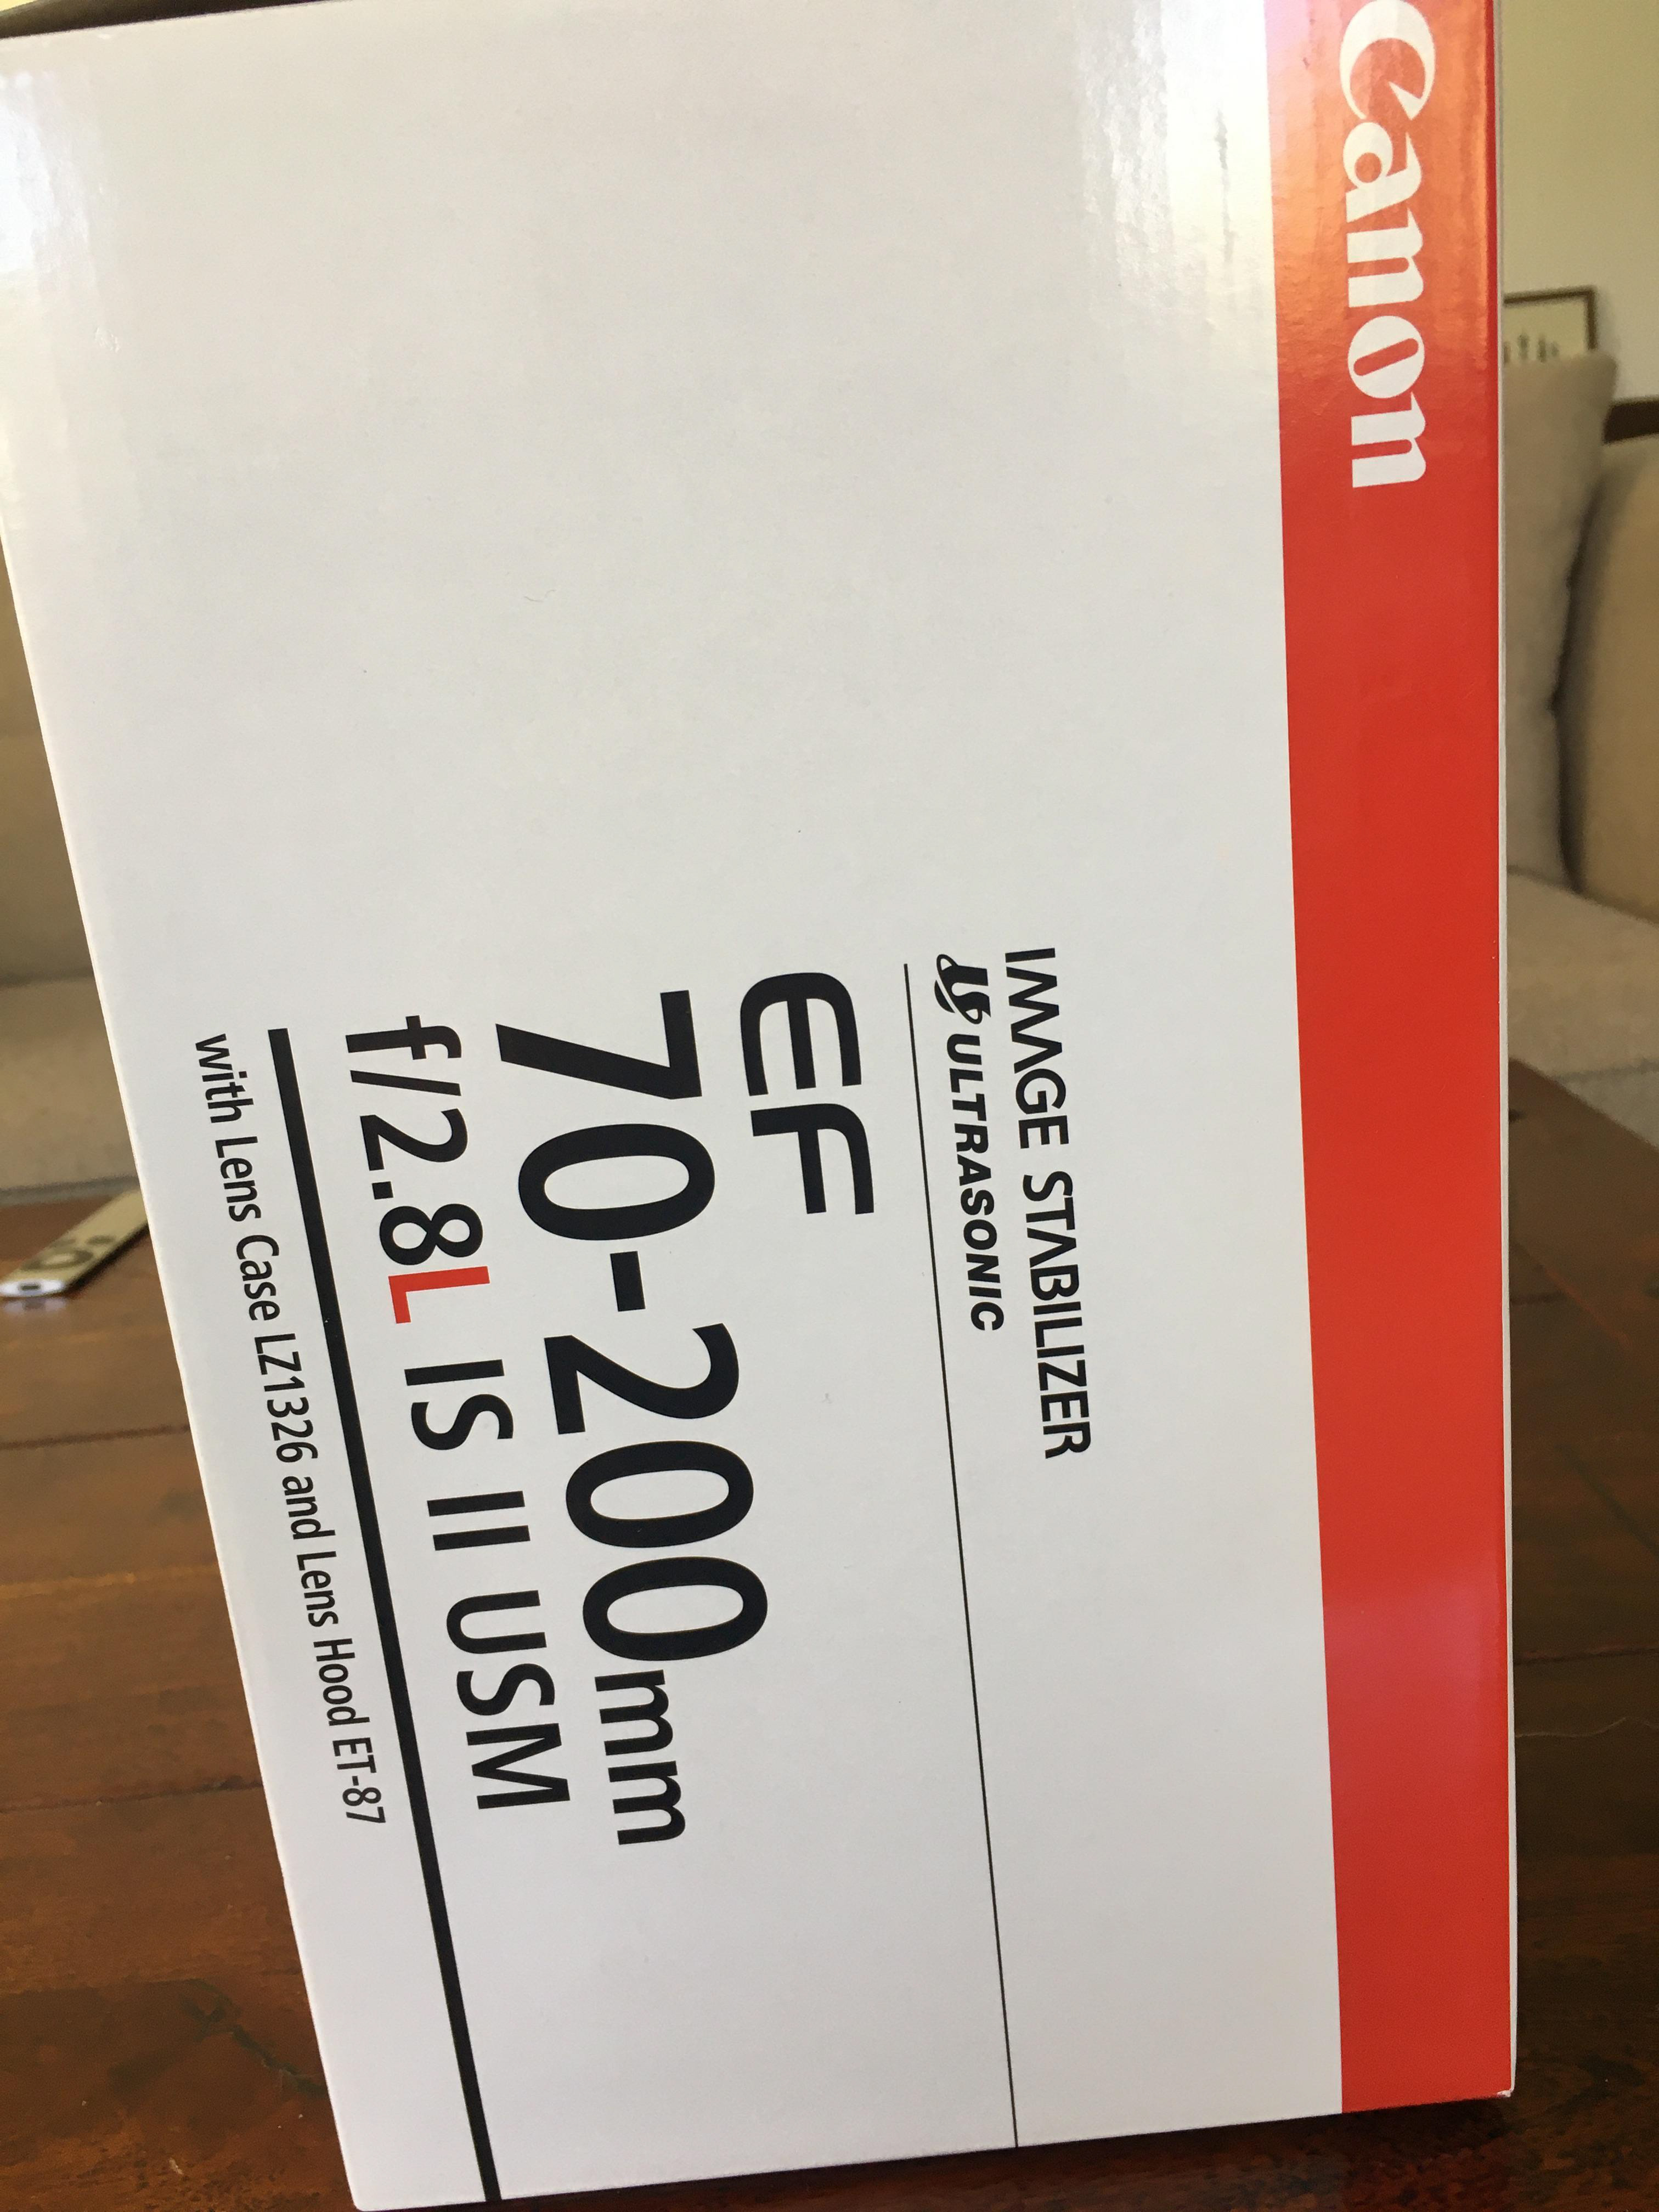 Canon
IMAGE STABILIZER
ULTRASONIC
EF
70-200mm
f/2.8L IS II USM
with Lens Case LZ1326 and Lens Hood ET-87